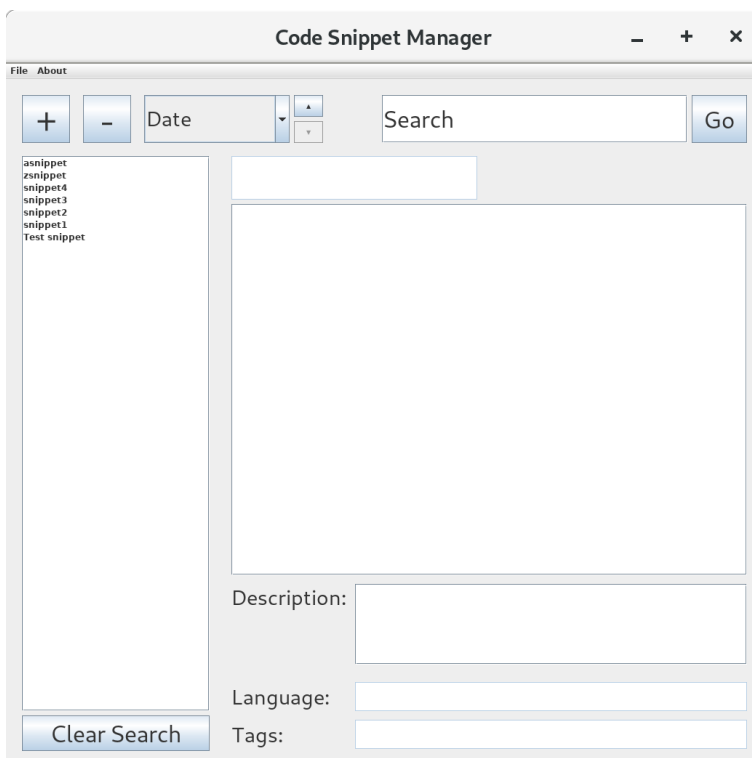 Code Snippet Manager
File About
+ - Date Search Go
asnippet
zsnippet
snippet4
snippet3
snippet2
snippet1
Test snippet
Description:
Language:
Clear Search
Tags: